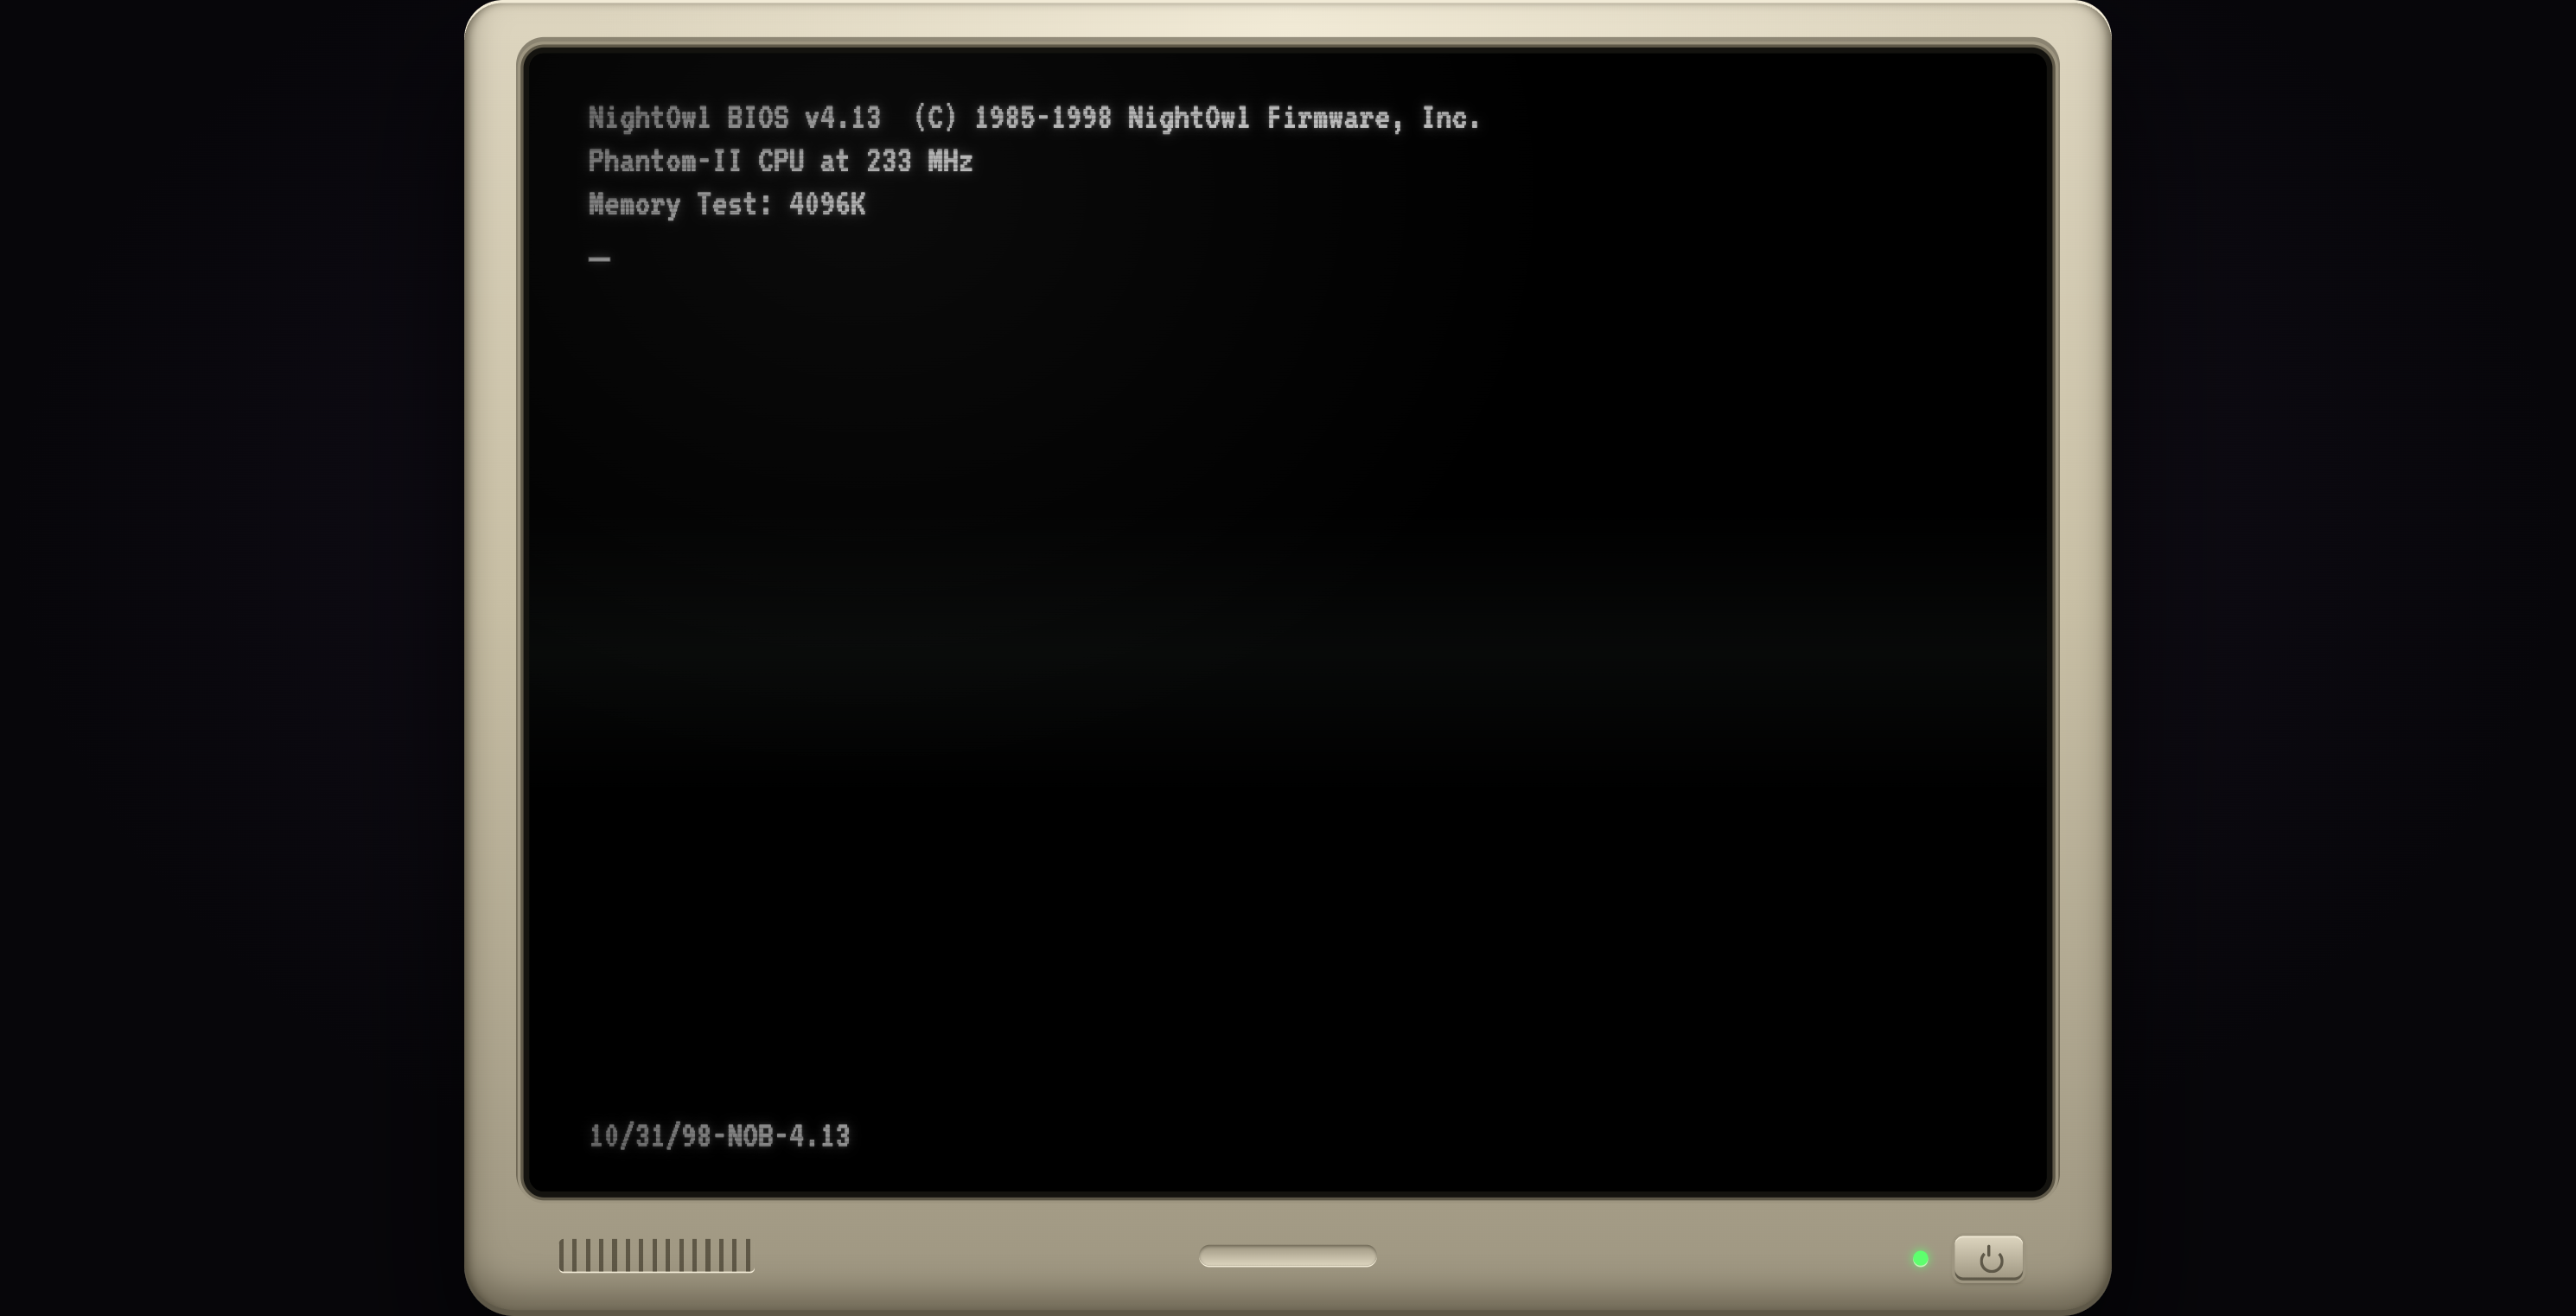 NightOwl BIOS v4.13  (C) 1985-1998 NightOwl Firmware, Inc.
Phantom-II CPU at 233 MHz
Memory Test: 4096K
_
10/31/98-NOB-4.13